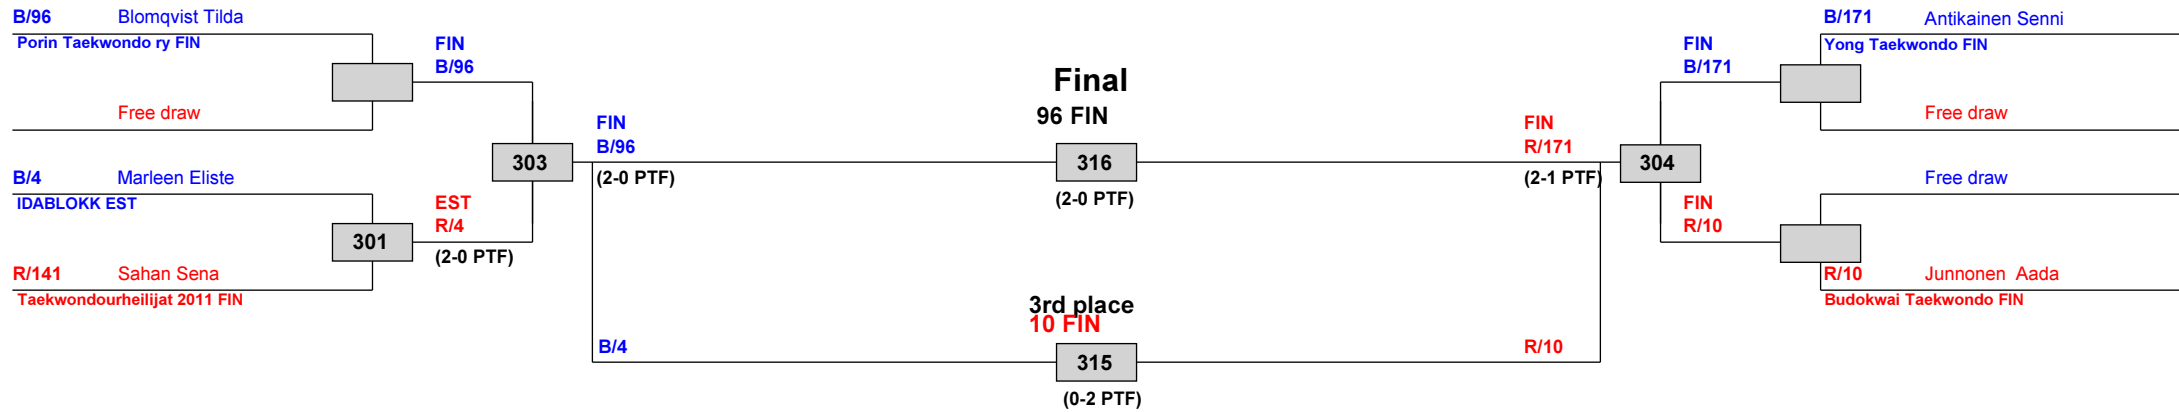 B/96 Blomqvist Tilda
Porin Taekwondo ry FIN
Free draw
FIN
B/96
B/4 Marleen Eliste
IDABLOKK EST
301
R/141 Sahan Sena
Taekwondourheilijat 2011 FIN
EST
R/4
(2-0 PTF)
303
FIN
B/96
(2-0 PTF)
B/4
Final
96 FIN
316
(2-0 PTF)
3rd place
10 FIN
315
(0-2 PTF)
FIN
R/171
(2-1 PTF)
R/10
304
FIN
B/171
FIN
R/10
B/171 Antikainen Senni
Yong Taekwondo FIN
Free draw
Free draw
R/10 Junnonen Aada
Budokwai Taekwondo FIN